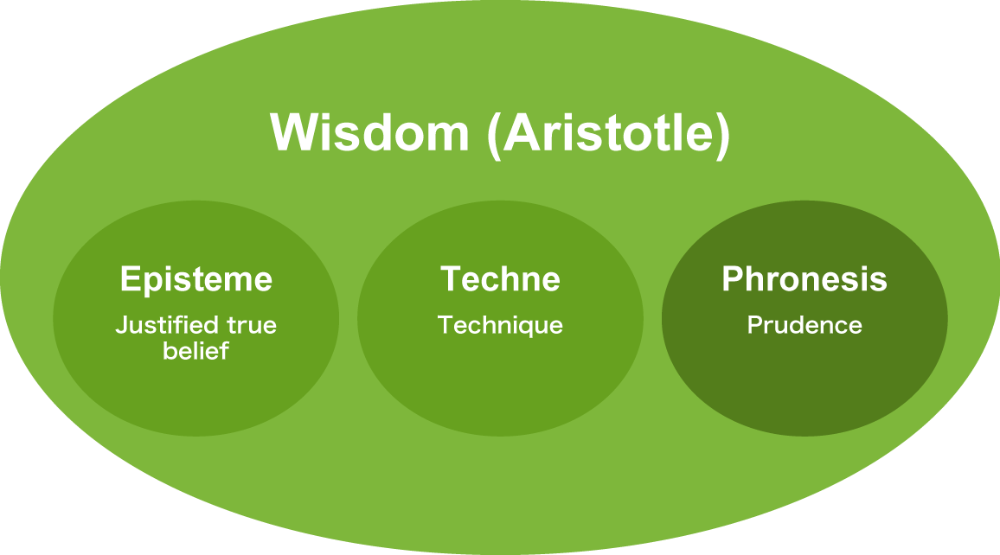 Wisdom (Aristotle)
Episteme
Justified true
belief
Techne
Technique
Phronesis
Prudence